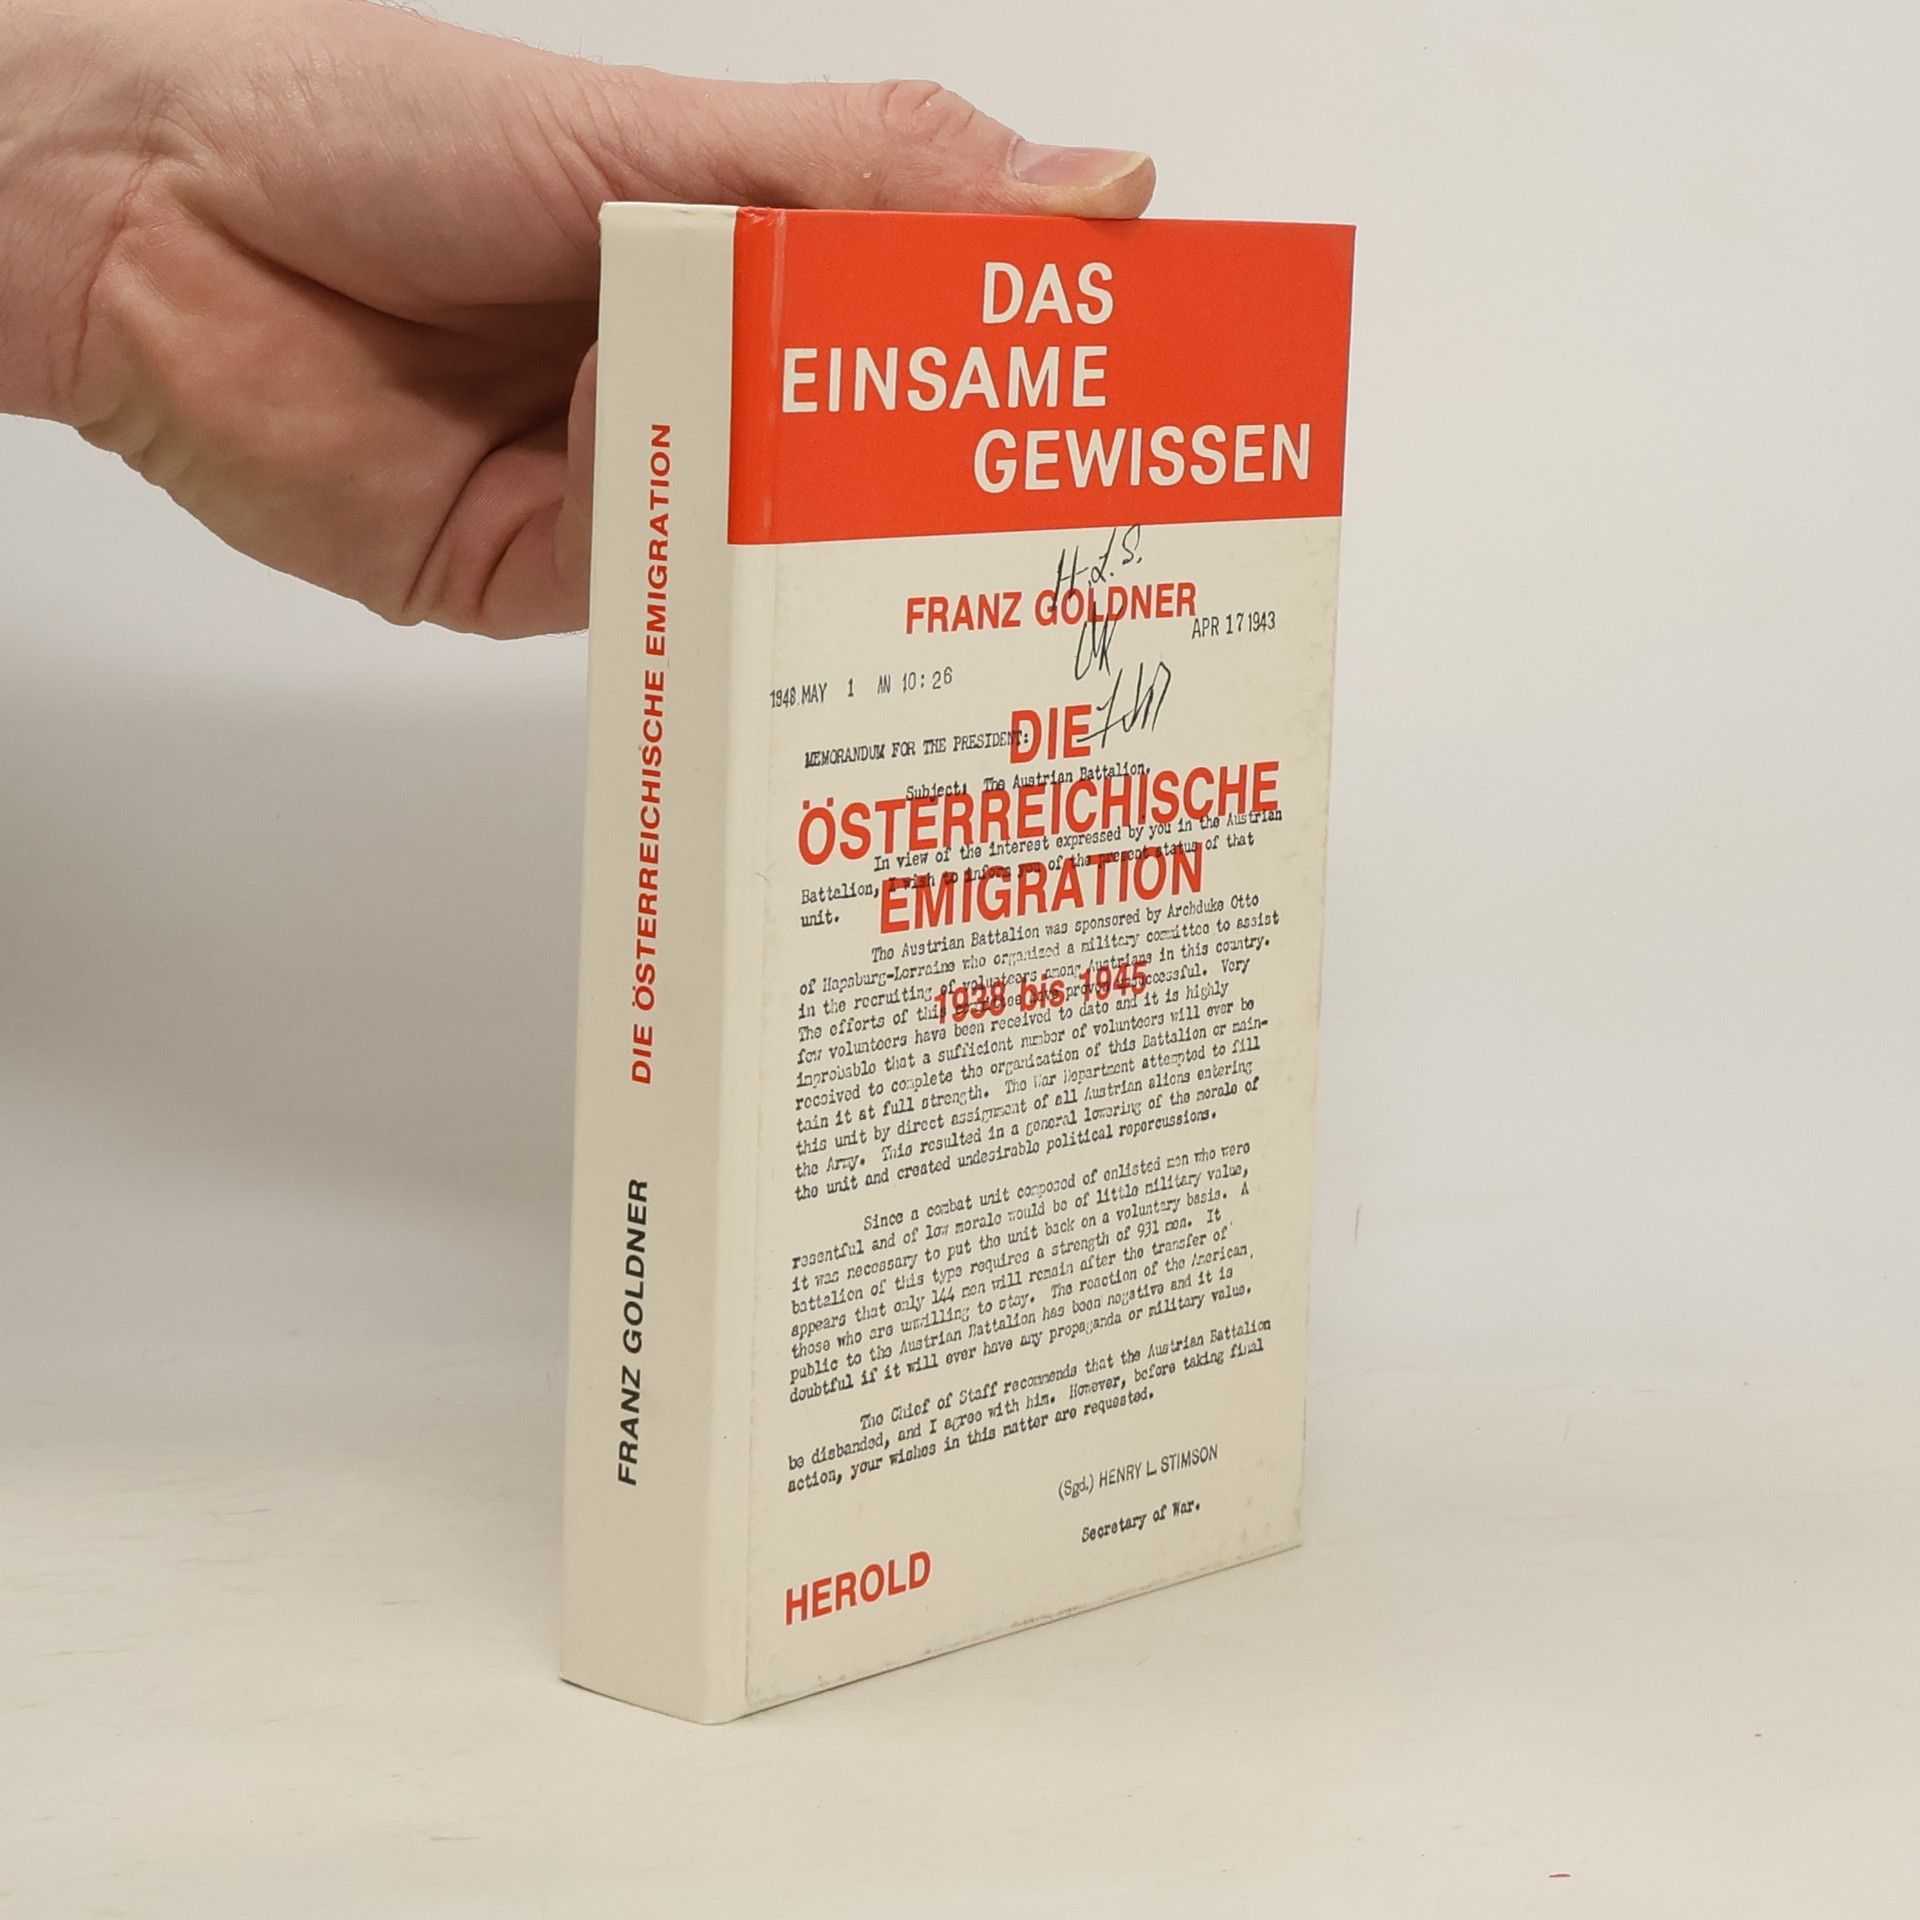 DIE ÖSTERREICHISCHE EMIGRATION
FRANZ GOLDNER
DAS
EINSAME
GEWISSEN
H.L.S.
FRANZ GOLDNER
APR 17 1943
OK
MAY 1 10:26
MEMORANDUM FOR THE PRESIDENT:
DIE
Subject: The Austrian Battalion.
ÖSTERREICHISCHE
In view of the interest expressed by you in the Austrian
Battalion, I wish to inform you of the present status of that
unit.
EMIGRATION
The Austrian Battalion was sponsored by Archduke Otto
of Hapsburg-Lorraine who organized a military committee to assist
in the recruiting of volunteers among Austrians in this country.
1938 bis 1945
The efforts of this committee have proven unsuccessful. Very
few volunteers have been received to date and it is highly
improbable that a sufficient number of volunteers will ever be
received to complete the organization of this Battalion or main-
tain it at full strength. The War Department attempted to fill
this unit by direct assignment of all Austrian aliens entering
the Army. This resulted in a general lowering of the morale of
the unit and created undesirable political repercussions.
Since a combat unit composed of enlisted men who were
resentful and of low morale would be of little military value,
it was necessary to put the unit back on a voluntary basis. A
battalion of this type requires a strength of 931 men. It
appears that only 144 men will remain after the transfer of
those who are unwilling to stay. The reaction of the American
public to the Austrian Battalion has been negative and it is
doubtful if it will ever have any propaganda or military value.
The Chief of Staff recommends that the Austrian Battalion
be disbanded, and I agree with him. However, before taking final
action, your wishes in this matter are requested.
(Sgd.) HENRY L. STIMSON
Secretary of War.
HEROLD